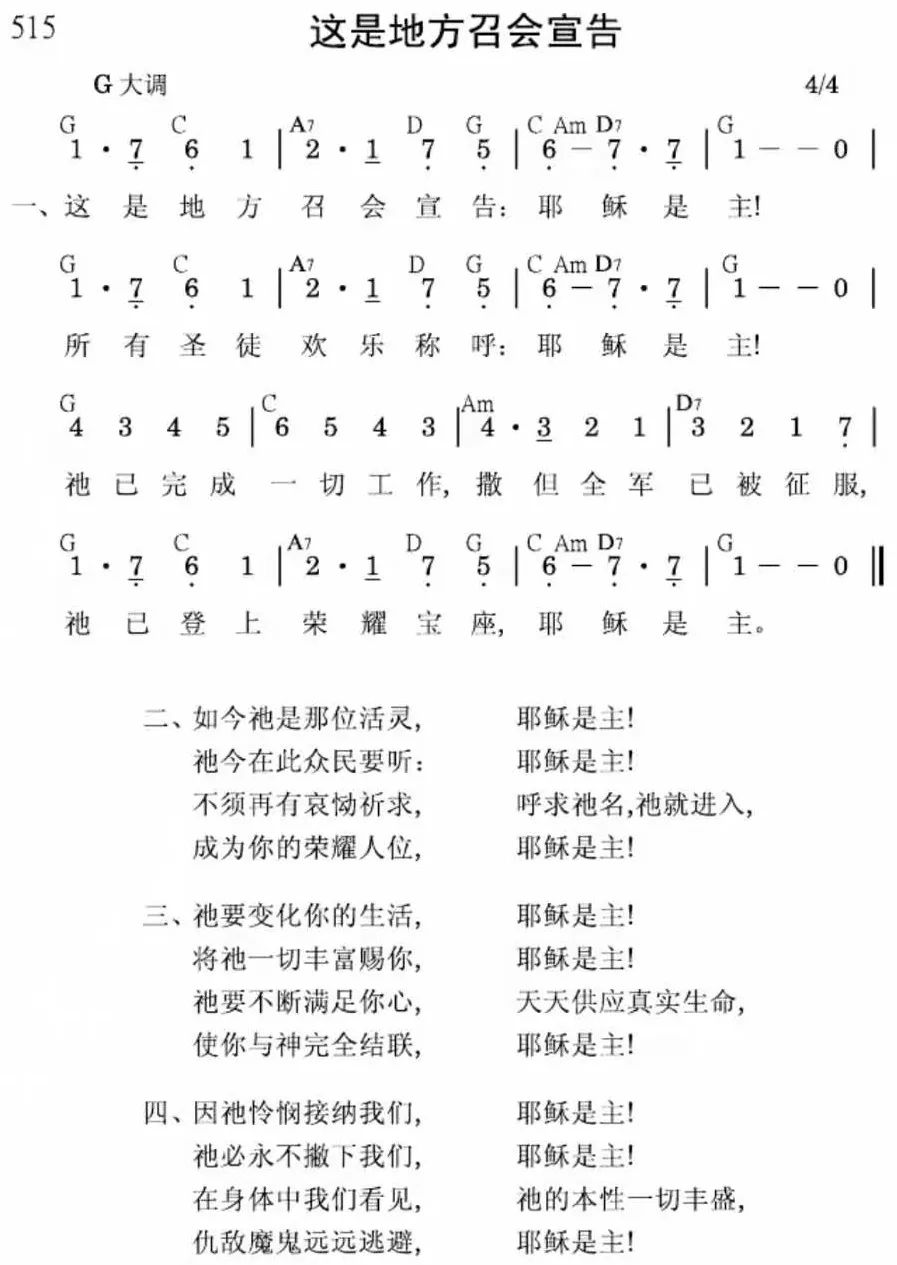 515
这是地方召会宣告
G 大调 4/4
G C A7 D G C Am D7 G
1 · 7 6 1 | 2 · 1 7 5 | 6 – 7 · 7 | 1 – – 0 |
一、这 是 地 方 召 会 宣 告: 耶 稣 是 主!
G C A7 D G C Am D7 G
1 · 7 6 1 | 2 · 1 7 5 | 6 – 7 · 7 | 1 – – 0 |
所 有 圣 徒 欢 乐 称 呼: 耶 稣 是 主!
G C Am D7
4 3 4 5 | 6 5 4 3 | 4 · 3 2 1 | 3 2 1 7 |
祂 已 完 成 一 切 工 作, 撒 但 全 军 已 被 征 服,
G C A7 D G C Am D7 G
1 · 7 6 1 | 2 · 1 7 5 | 6 – 7 · 7 | 1 – – 0 ‖
祂 已 登 上 荣 耀 宝 座, 耶 稣 是 主。
二、如今祂是那位活灵, 耶稣是主!
祂今在此众民要听: 耶稣是主!
不须再有哀恸祈求, 呼求祂名,祂就进入,
成为你的荣耀人位, 耶稣是主!
三、祂要变化你的生活, 耶稣是主!
将祂一切丰富赐你, 耶稣是主!
祂要不断满足你心, 天天供应真实生命,
使你与神完全结联, 耶稣是主!
四、因祂怜悯接纳我们, 耶稣是主!
祂必永不撇下我们, 耶稣是主!
在身体中我们看见, 祂的本性一切丰盛,
仇敌魔鬼远远逃避, 耶稣是主!